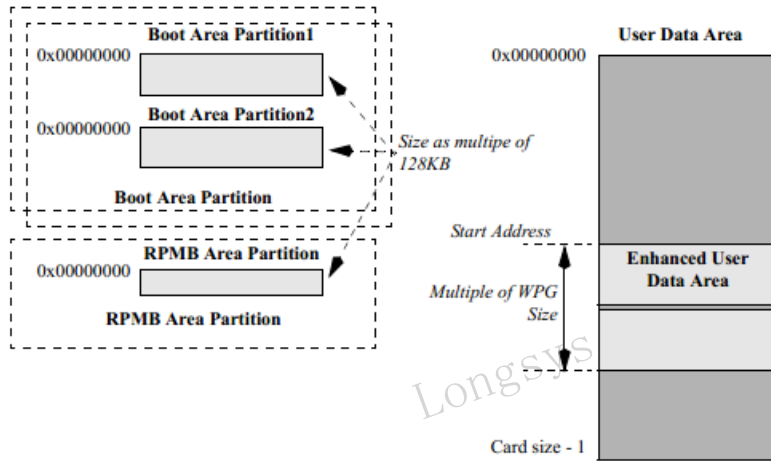 Boot Area Partition1
0x00000000
Boot Area Partition2
0x00000000
Size as multipe of
128KB
Boot Area Partition
RPMB Area Partition
0x00000000
RPMB Area Partition
User Data Area
0x00000000
Start Address
Enhanced User
Data Area
Multiple of WPG
Size
Longsys
Card size - 1